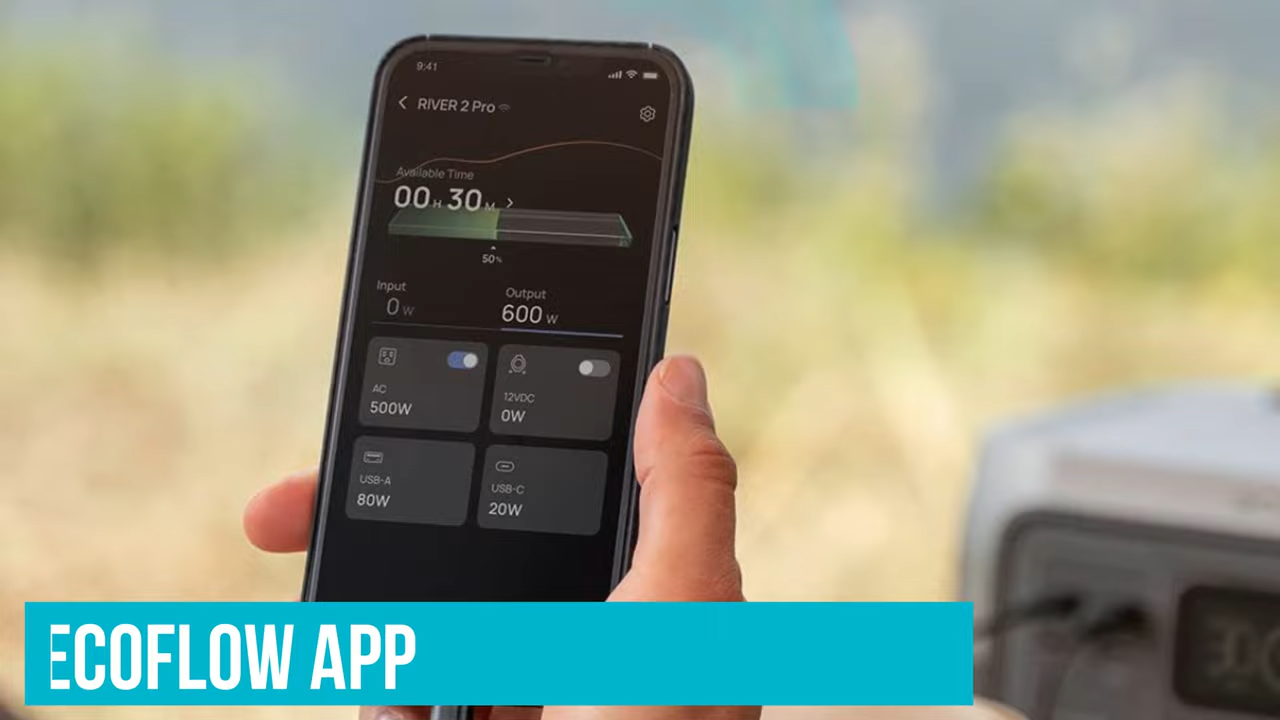 9:41
RIVER 2 Pro
Available Time
00 H 30 M
50%
Input
0 W
Output
600 W
AC
500W
12VDC
0W
USB-A
80W
USB-C
20W
ECOFLOW APP